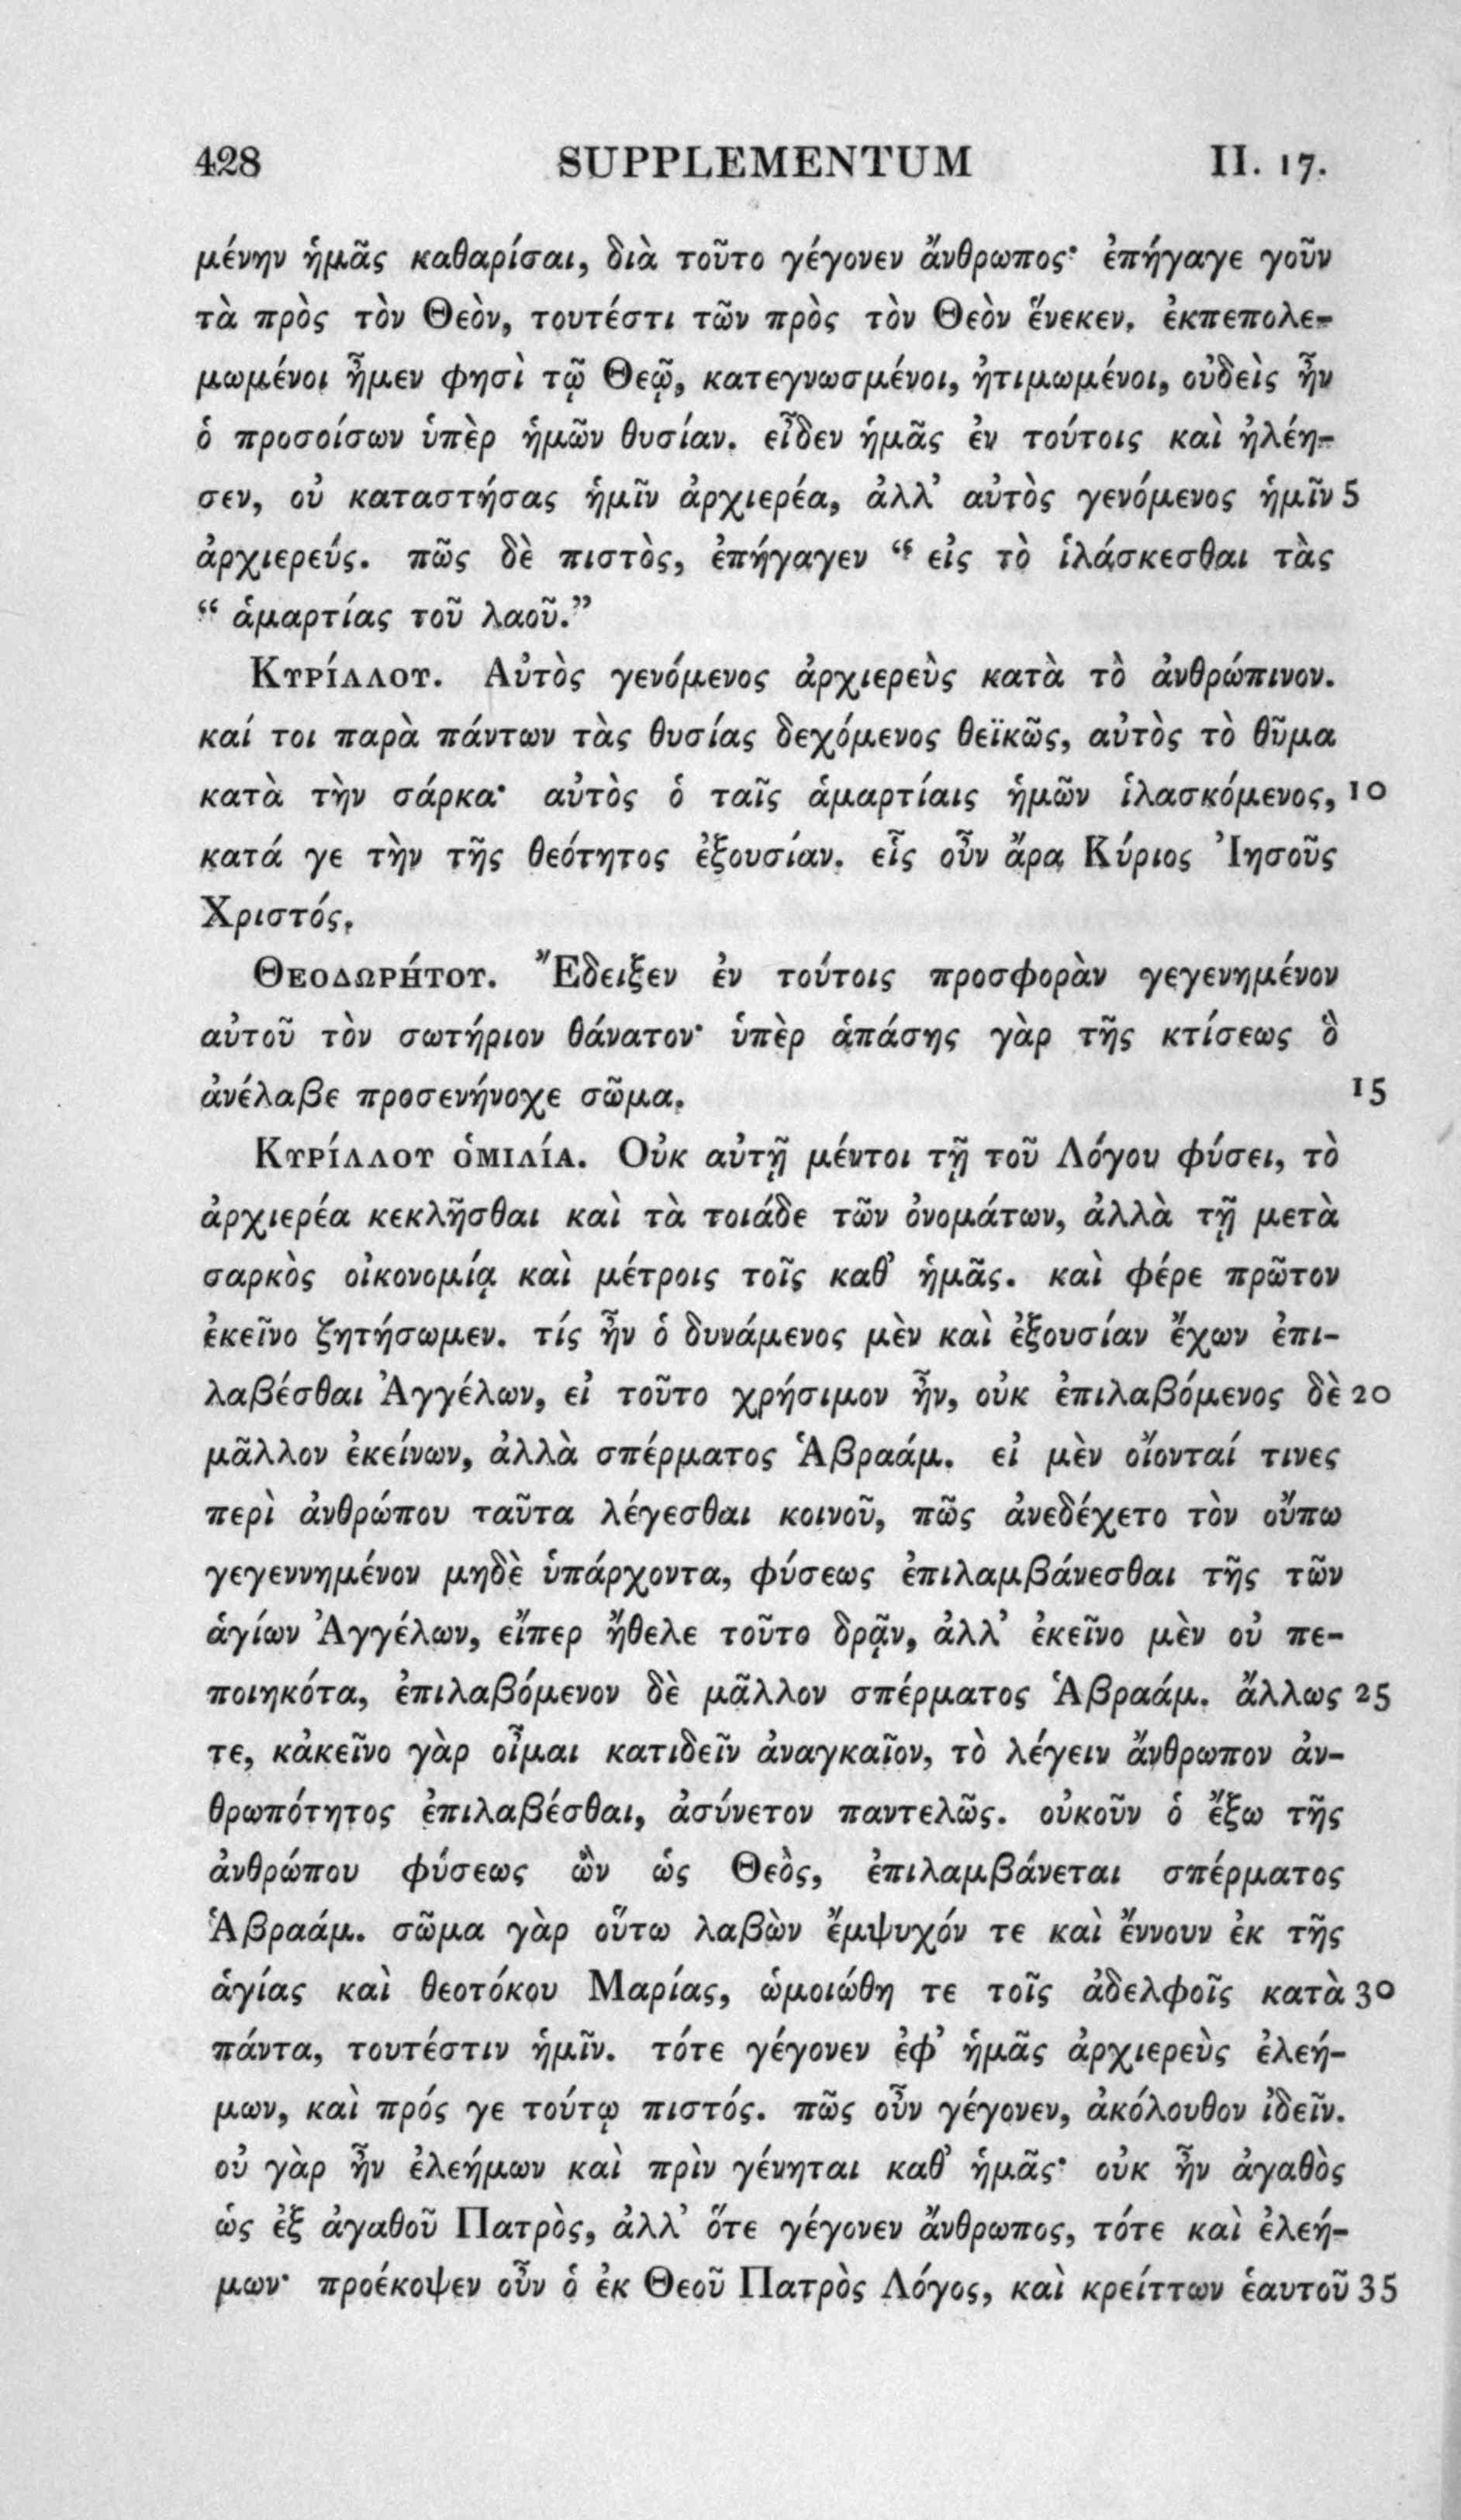 428 SUPPLEMENTUM II. 17.
μένην ἡμᾶς καθαρίσαι, διὰ τοῦτο γέγονεν ἄνθρωπος· ἐπήγαγε γοῦν
τὰ πρὸς τὸν Θεὸν, τουτέστι τῶν πρὸς τὸν Θεὸν ἕνεκεν. ἐκπεπολε-
μωμένοι ἦμεν φησὶ τῷ Θεῷ, κατεγνωσμένοι, ἠτιμωμένοι, οὐδεὶς ἦν
ὁ προσοίσων ὑπὲρ ἡμῶν θυσίαν. εἶδεν ἡμᾶς ἐν τούτοις καὶ ἠλέη-
σεν, οὐ καταστήσας ἡμῖν ἀρχιερέα, ἀλλ’ αὐτὸς γενόμενος ἡμῖν 5
ἀρχιερεύς. πῶς δὲ πιστὸς, ἐπήγαγεν “ εἰς τὸ ἱλάσκεσθαι τὰς
“ ἁμαρτίας τοῦ λαοῦ.”
Κυρίλλου. Αὐτὸς γενόμενος ἀρχιερεὺς κατὰ τὸ ἀνθρώπινον.
καί τοι παρὰ πάντων τὰς θυσίας δεχόμενος θεϊκῶς, αὐτὸς τὸ θῦμα
κατὰ τὴν σάρκα· αὐτὸς ὁ ταῖς ἁμαρτίαις ἡμῶν ἱλασκόμενος, 10
κατά γε τὴν τῆς θεότητος ἐξουσίαν. εἷς οὖν ἄρα Κύριος Ἰησοῦς
Χριστός.
Θεοδωρήτου. Ἔδειξεν ἐν τούτοις προσφορὰν γεγενημένον
αὐτοῦ τὸν σωτήριον θάνατον· ὑπὲρ ἁπάσης γὰρ τῆς κτίσεως ὃ
ἀνέλαβε προσενήνοχε σῶμα. 15
Κυρίλλου ὁμιλία. Οὐκ αὐτῇ μέντοι τῇ τοῦ Λόγου φύσει, τὸ
ἀρχιερέα κεκλῆσθαι καὶ τὰ τοιάδε τῶν ὀνομάτων, ἀλλὰ τῇ μετὰ
σαρκὸς οἰκονομίᾳ καὶ μέτροις τοῖς καθ’ ἡμᾶς. καὶ φέρε πρῶτον
ἐκεῖνο ζητήσωμεν. τίς ἦν ὁ δυνάμενος μὲν καὶ ἐξουσίαν ἔχων ἐπι-
λαβέσθαι Ἀγγέλων, εἰ τοῦτο χρήσιμον ἦν, οὐκ ἐπιλαβόμενος δὲ 20
μᾶλλον ἐκείνων, ἀλλὰ σπέρματος Ἁβραάμ. εἰ μὲν οἴονταί τινες
περὶ ἀνθρώπου ταῦτα λέγεσθαι κοινοῦ, πῶς ἀνεδέχετο τὸν οὔπω
γεγεννημένον μηδὲ ὑπάρχοντα, φύσεως ἐπιλαμβάνεσθαι τῆς τῶν
ἁγίων Ἀγγέλων, εἴπερ ἤθελε τοῦτο δρᾷν, ἀλλ’ ἐκεῖνο μὲν οὐ πε-
ποιηκότα, ἐπιλαβόμενον δὲ μᾶλλον σπέρματος Ἁβραάμ. ἄλλως 25
τε, κἀκεῖνο γὰρ οἶμαι κατιδεῖν ἀναγκαῖον, τὸ λέγειν ἄνθρωπον ἀν-
θρωπότητος ἐπιλαβέσθαι, ἀσύνετον παντελῶς. οὐκοῦν ὁ ἔξω τῆς
ἀνθρώπου φύσεως ὢν ὡς Θεὸς, ἐπιλαμβάνεται σπέρματος
Ἁβραάμ. σῶμα γὰρ οὕτω λαβὼν ἔμψυχόν τε καὶ ἔννουν ἐκ τῆς
ἁγίας καὶ θεοτόκου Μαρίας, ὡμοιώθη τε τοῖς ἀδελφοῖς κατὰ 30
πάντα, τουτέστιν ἡμῖν. τότε γέγονεν ἐφ’ ἡμᾶς ἀρχιερεὺς ἐλεή-
μων, καὶ πρός γε τούτῳ πιστός. πῶς οὖν γέγονεν, ἀκόλουθον ἰδεῖν.
οὐ γὰρ ἦν ἐλεήμων καὶ πρὶν γένηται καθ’ ἡμᾶς· οὐκ ἦν ἀγαθὸς
ὡς ἐξ ἀγαθοῦ Πατρὸς, ἀλλ’ ὅτε γέγονεν ἄνθρωπος, τότε καὶ ἐλεή-
μων· προέκοψεν οὖν ὁ ἐκ Θεοῦ Πατρὸς Λόγος, καὶ κρείττων ἑαυτοῦ 35